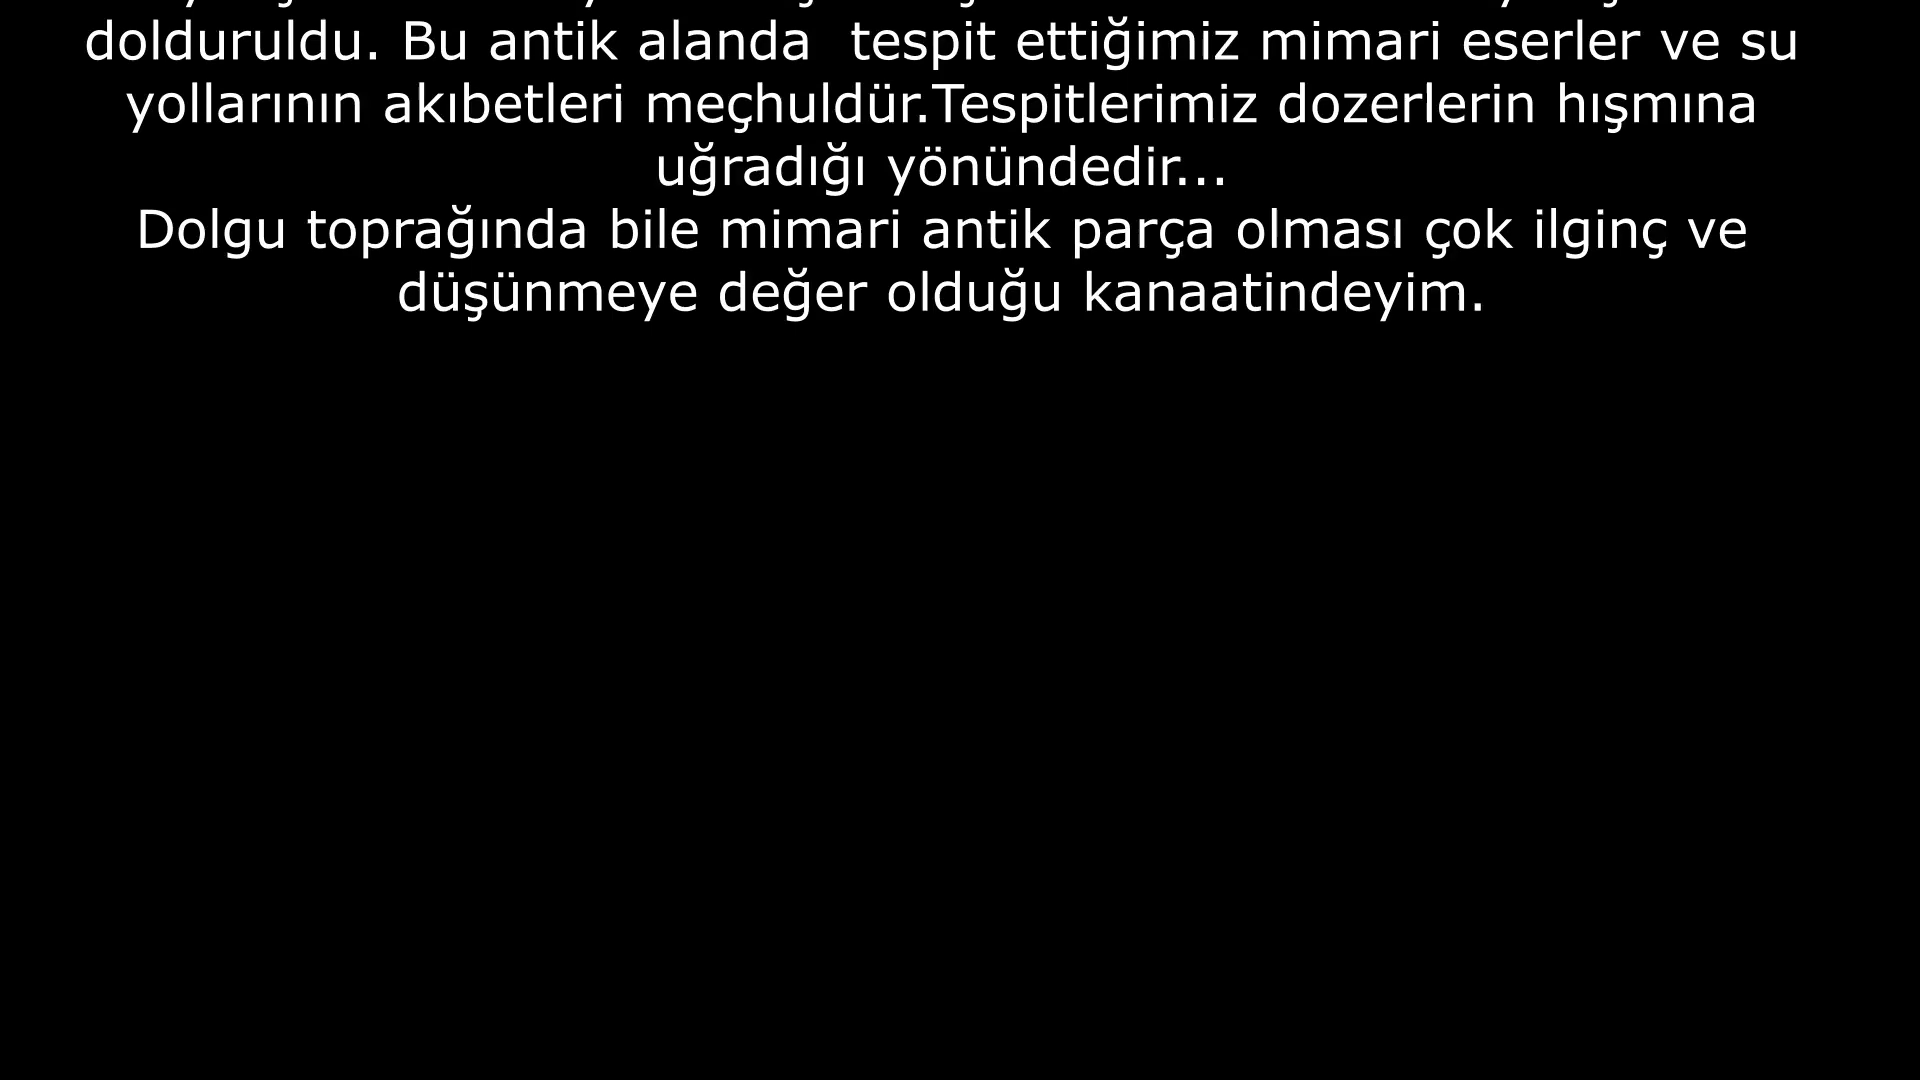 dolduruldu. Bu antik alanda  tespit ettiğimiz mimari eserler ve su
yollarının akıbetleri meçhuldür.Tespitlerimiz dozerlerin hışmına
uğradığı yönündedir...
Dolgu toprağında bile mimari antik parça olması çok ilginç ve
düşünmeye değer olduğu kanaatindeyim.